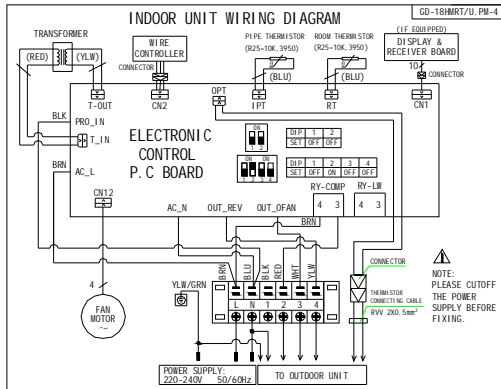 INDOOR UNIT WIRING DIAGRAM
GD-18HMRT/U.PM-4
TRANSFORMER
(RED)
(YLW)
WIRE
CONTROLLER
CONNECTOR
PIPE THERMISTOR
(R25=10K,3950)
(BLU)
ROOM THERMISTOR
(R25=10K,3950)
(BLU)
(IF EQUIPPED)
DISPLAY &
RECEIVER BOARD
10
CONNECTOR
T-OUT
CN2
OPT
IPT
RT
CN1
BLK
PRO_IN
T_IN
BRN
AC_L
CN12
ELECTRONIC
CONTROL
P.C BOARD
ON
1 2
DIP 1 2
SET OFF OFF
ON
1 2 3 4
DIP 1 2 3 4
SET OFF ON OFF OFF
RY-COMP
RY-LW
4 3
4 3
AC_N
OUT_REV
OUT_OFAN
BRN
4
FAN
MOTOR
~
YLW/GRN
BRN
BLU
BLK
RED
WHT
YLW
L N 1 2 3 4
CONNECTOR
THERMISTOR
CONNECTING CABLE
RVV 2X0.5mm²
NOTE:
PLEASE CUTOFF
THE POWER
SUPPLY BEFORE
FIXING.
POWER SUPPLY:
220-240V 50/60Hz
TO OUTDOOR UNIT